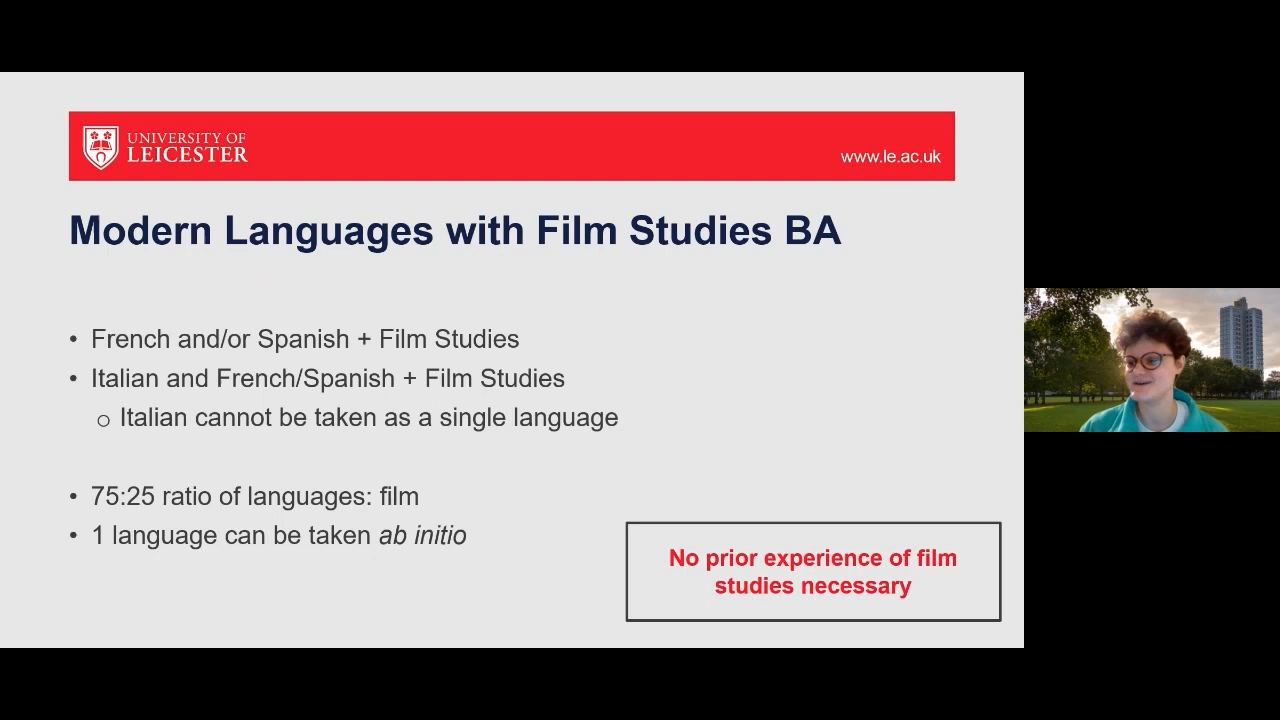 UNIVERSITY OF
LEICESTER
www.le.ac.uk
Modern Languages with Film Studies BA
• French and/or Spanish + Film Studies
• Italian and French/Spanish + Film Studies
o Italian cannot be taken as a single language
• 75:25 ratio of languages: film
• 1 language can be taken ab initio
No prior experience of film
studies necessary